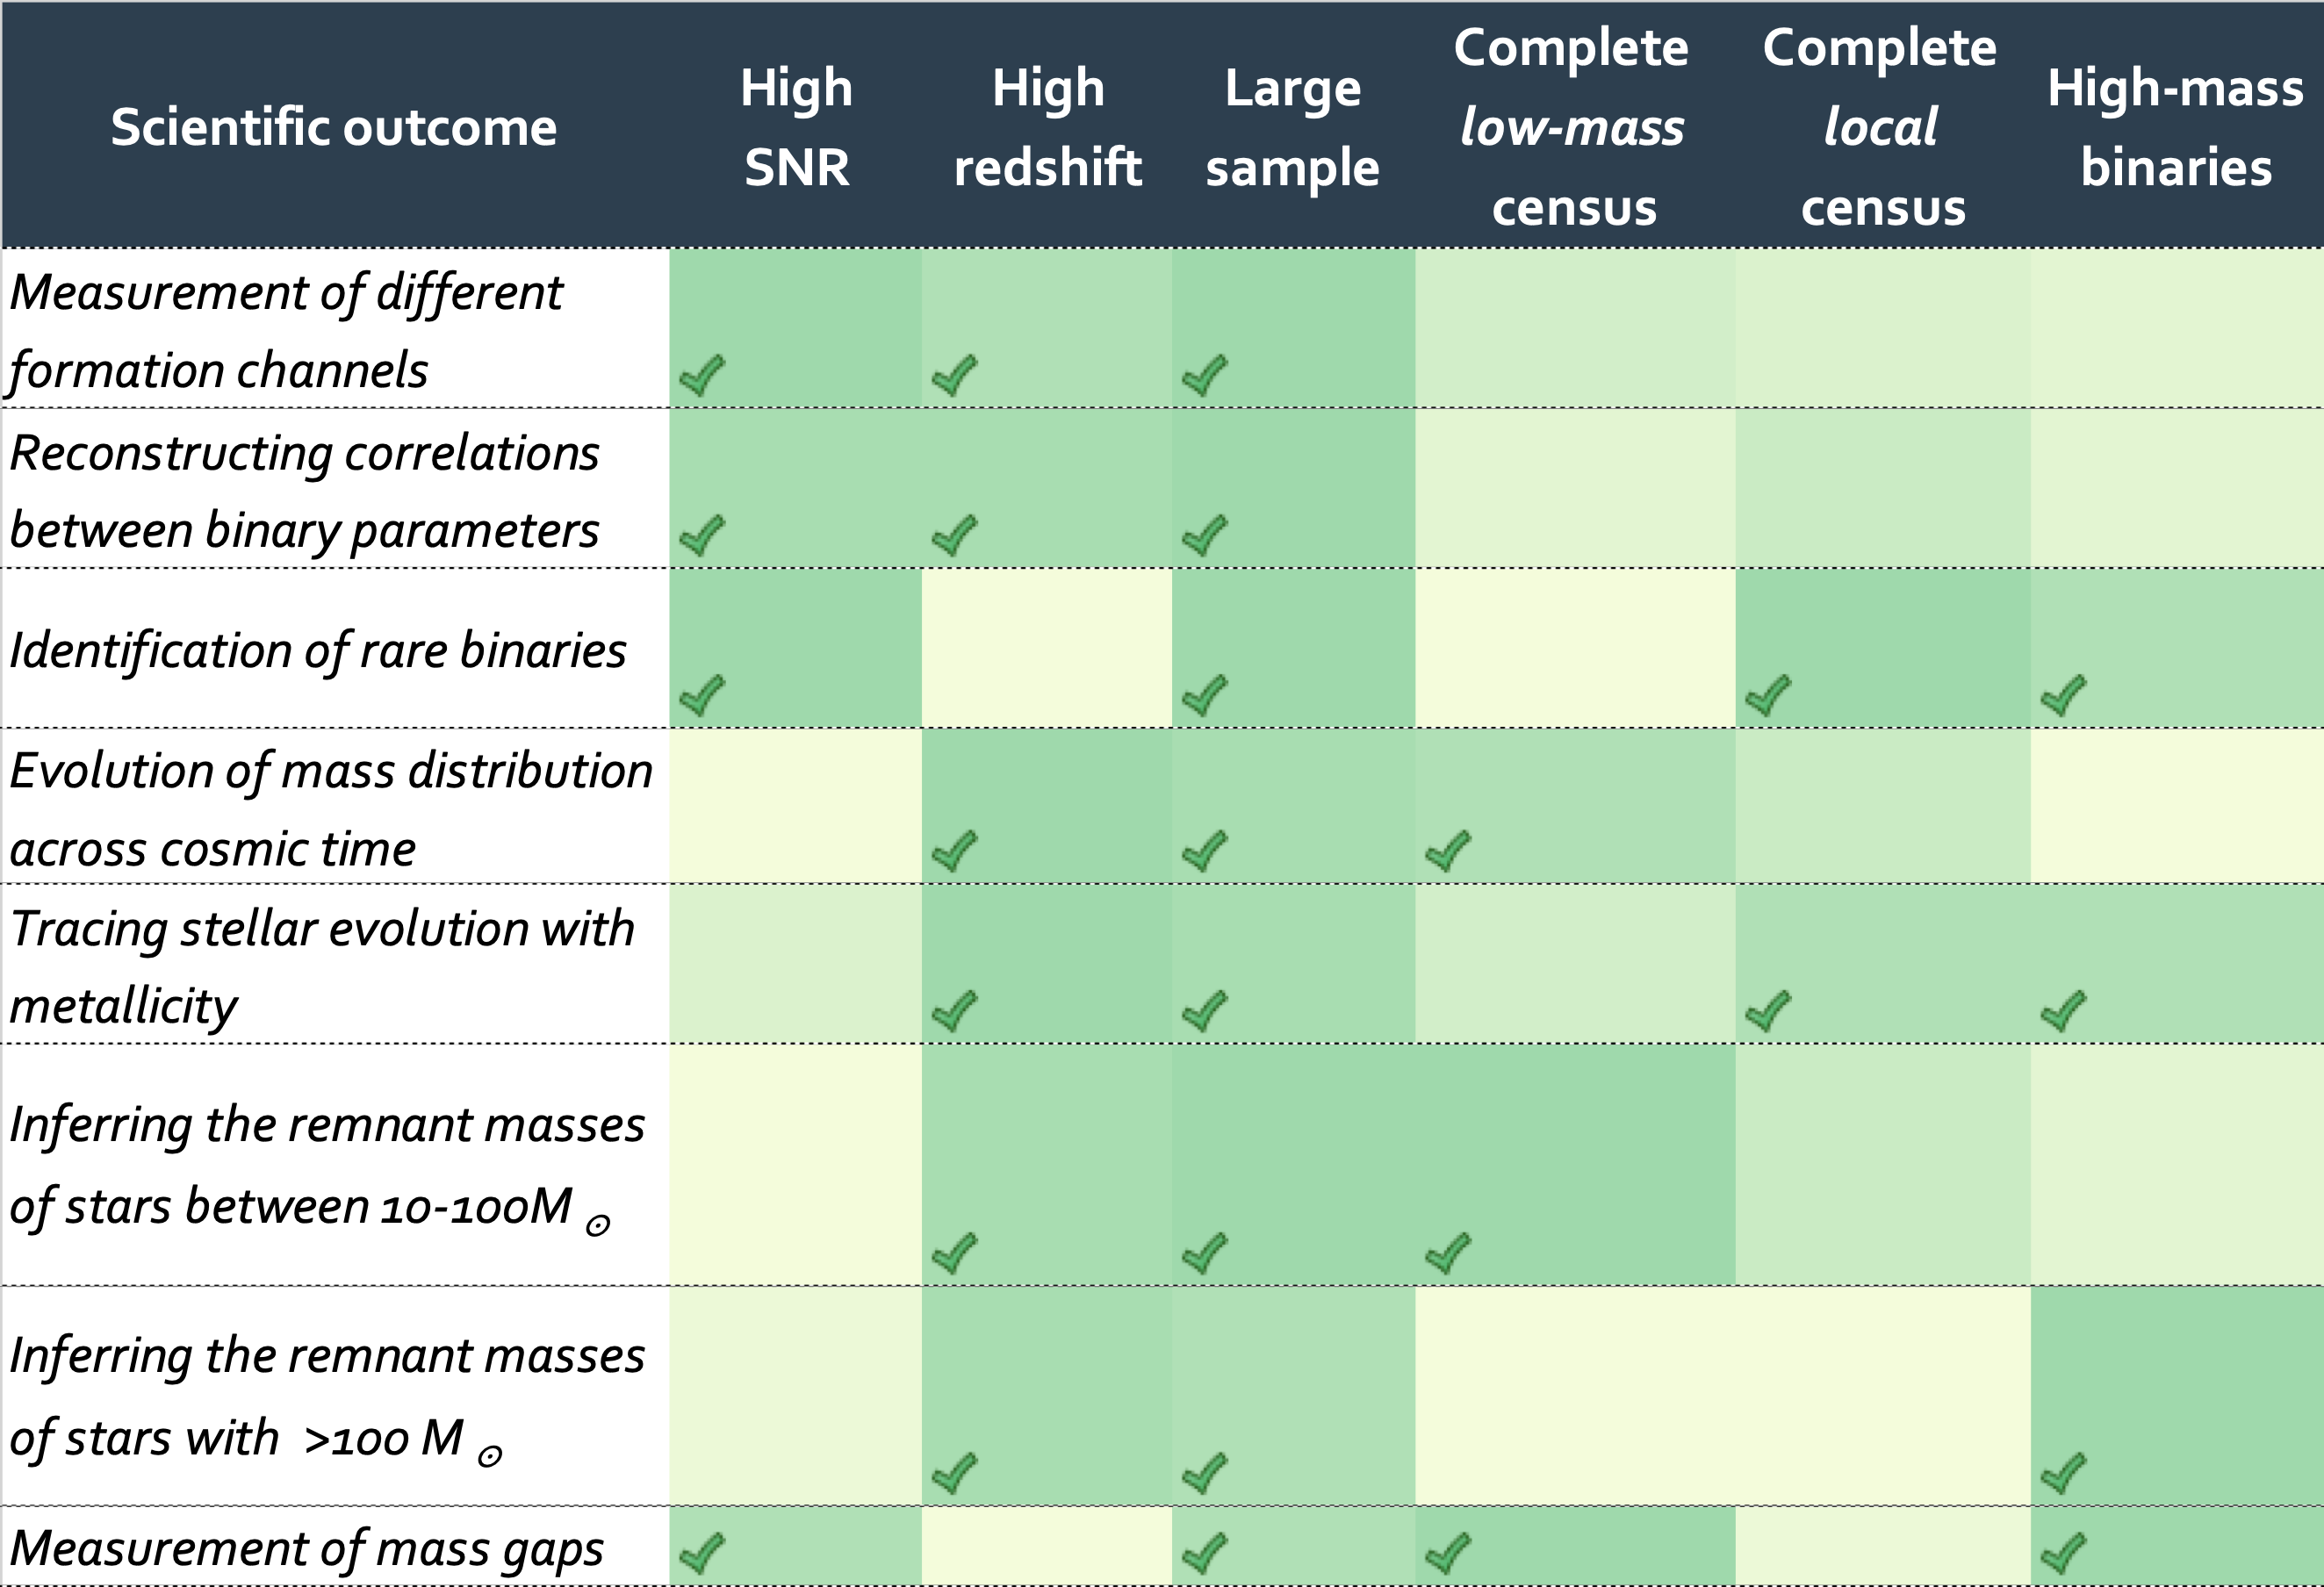 Scientific outcome
High
SNR
High
redshift
Large
sample
Complete
low-mass
census
Complete
local
census
High-mass
binaries
Measurement of different
formation channels
Reconstructing correlations
between binary parameters
Identification of rare binaries
Evolution of mass distribution
across cosmic time
Tracing stellar evolution with
metallicity
Inferring the remnant masses
of stars between 10-100M ⊙
Inferring the remnant masses
of stars with >100 M ⊙
Measurement of mass gaps